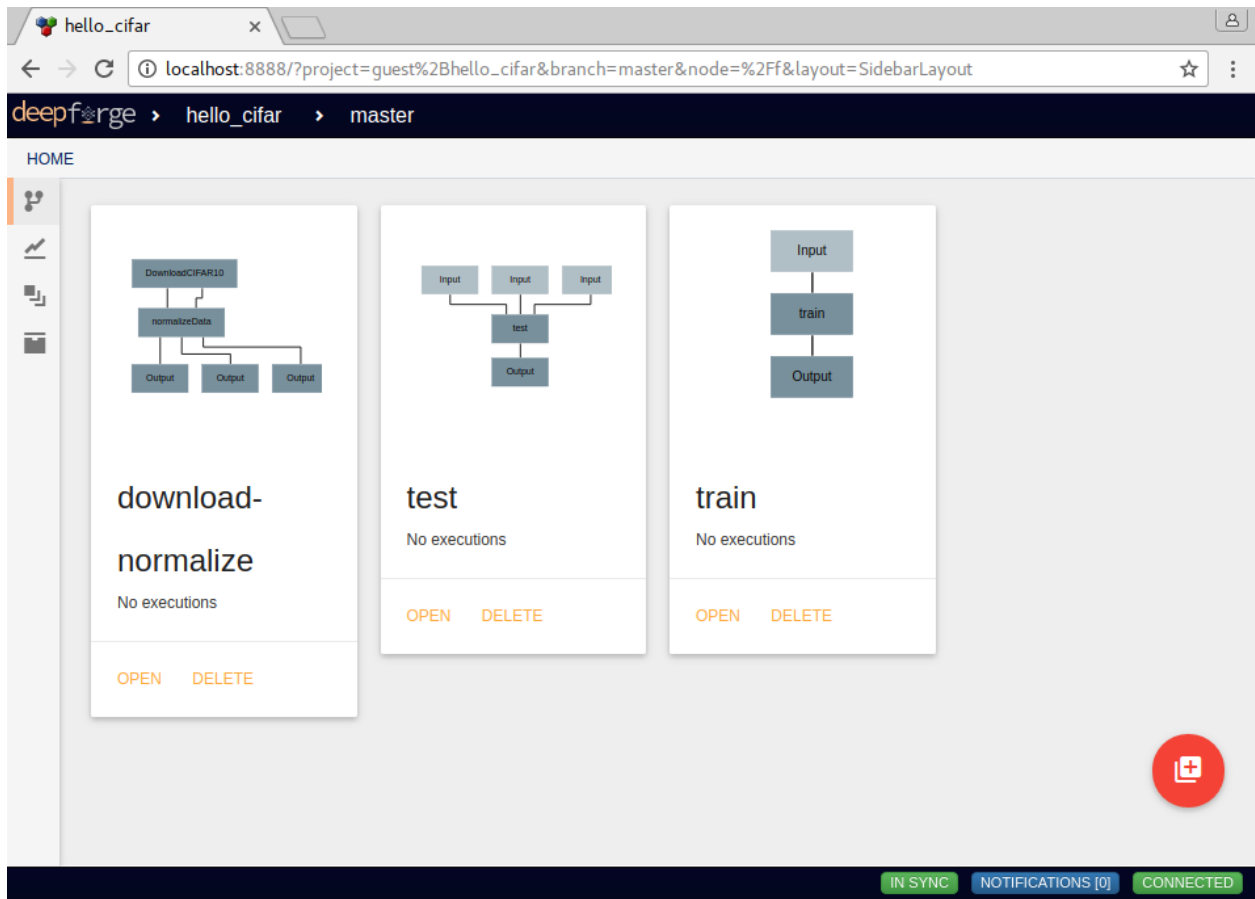 hello_cifar
localhost:8888/?project=guest%2Bhello_cifar&branch=master&node=%2Ff&layout=SidebarLayout
deepforge hello_cifar master
HOME
DownloadCIFAR10
normalizeData
Output Output Output
download-
normalize
No executions
OPEN DELETE
Input Input Input
test
Output
test
No executions
OPEN DELETE
Input
train
Output
train
No executions
OPEN DELETE
IN SYNC NOTIFICATIONS [0] CONNECTED